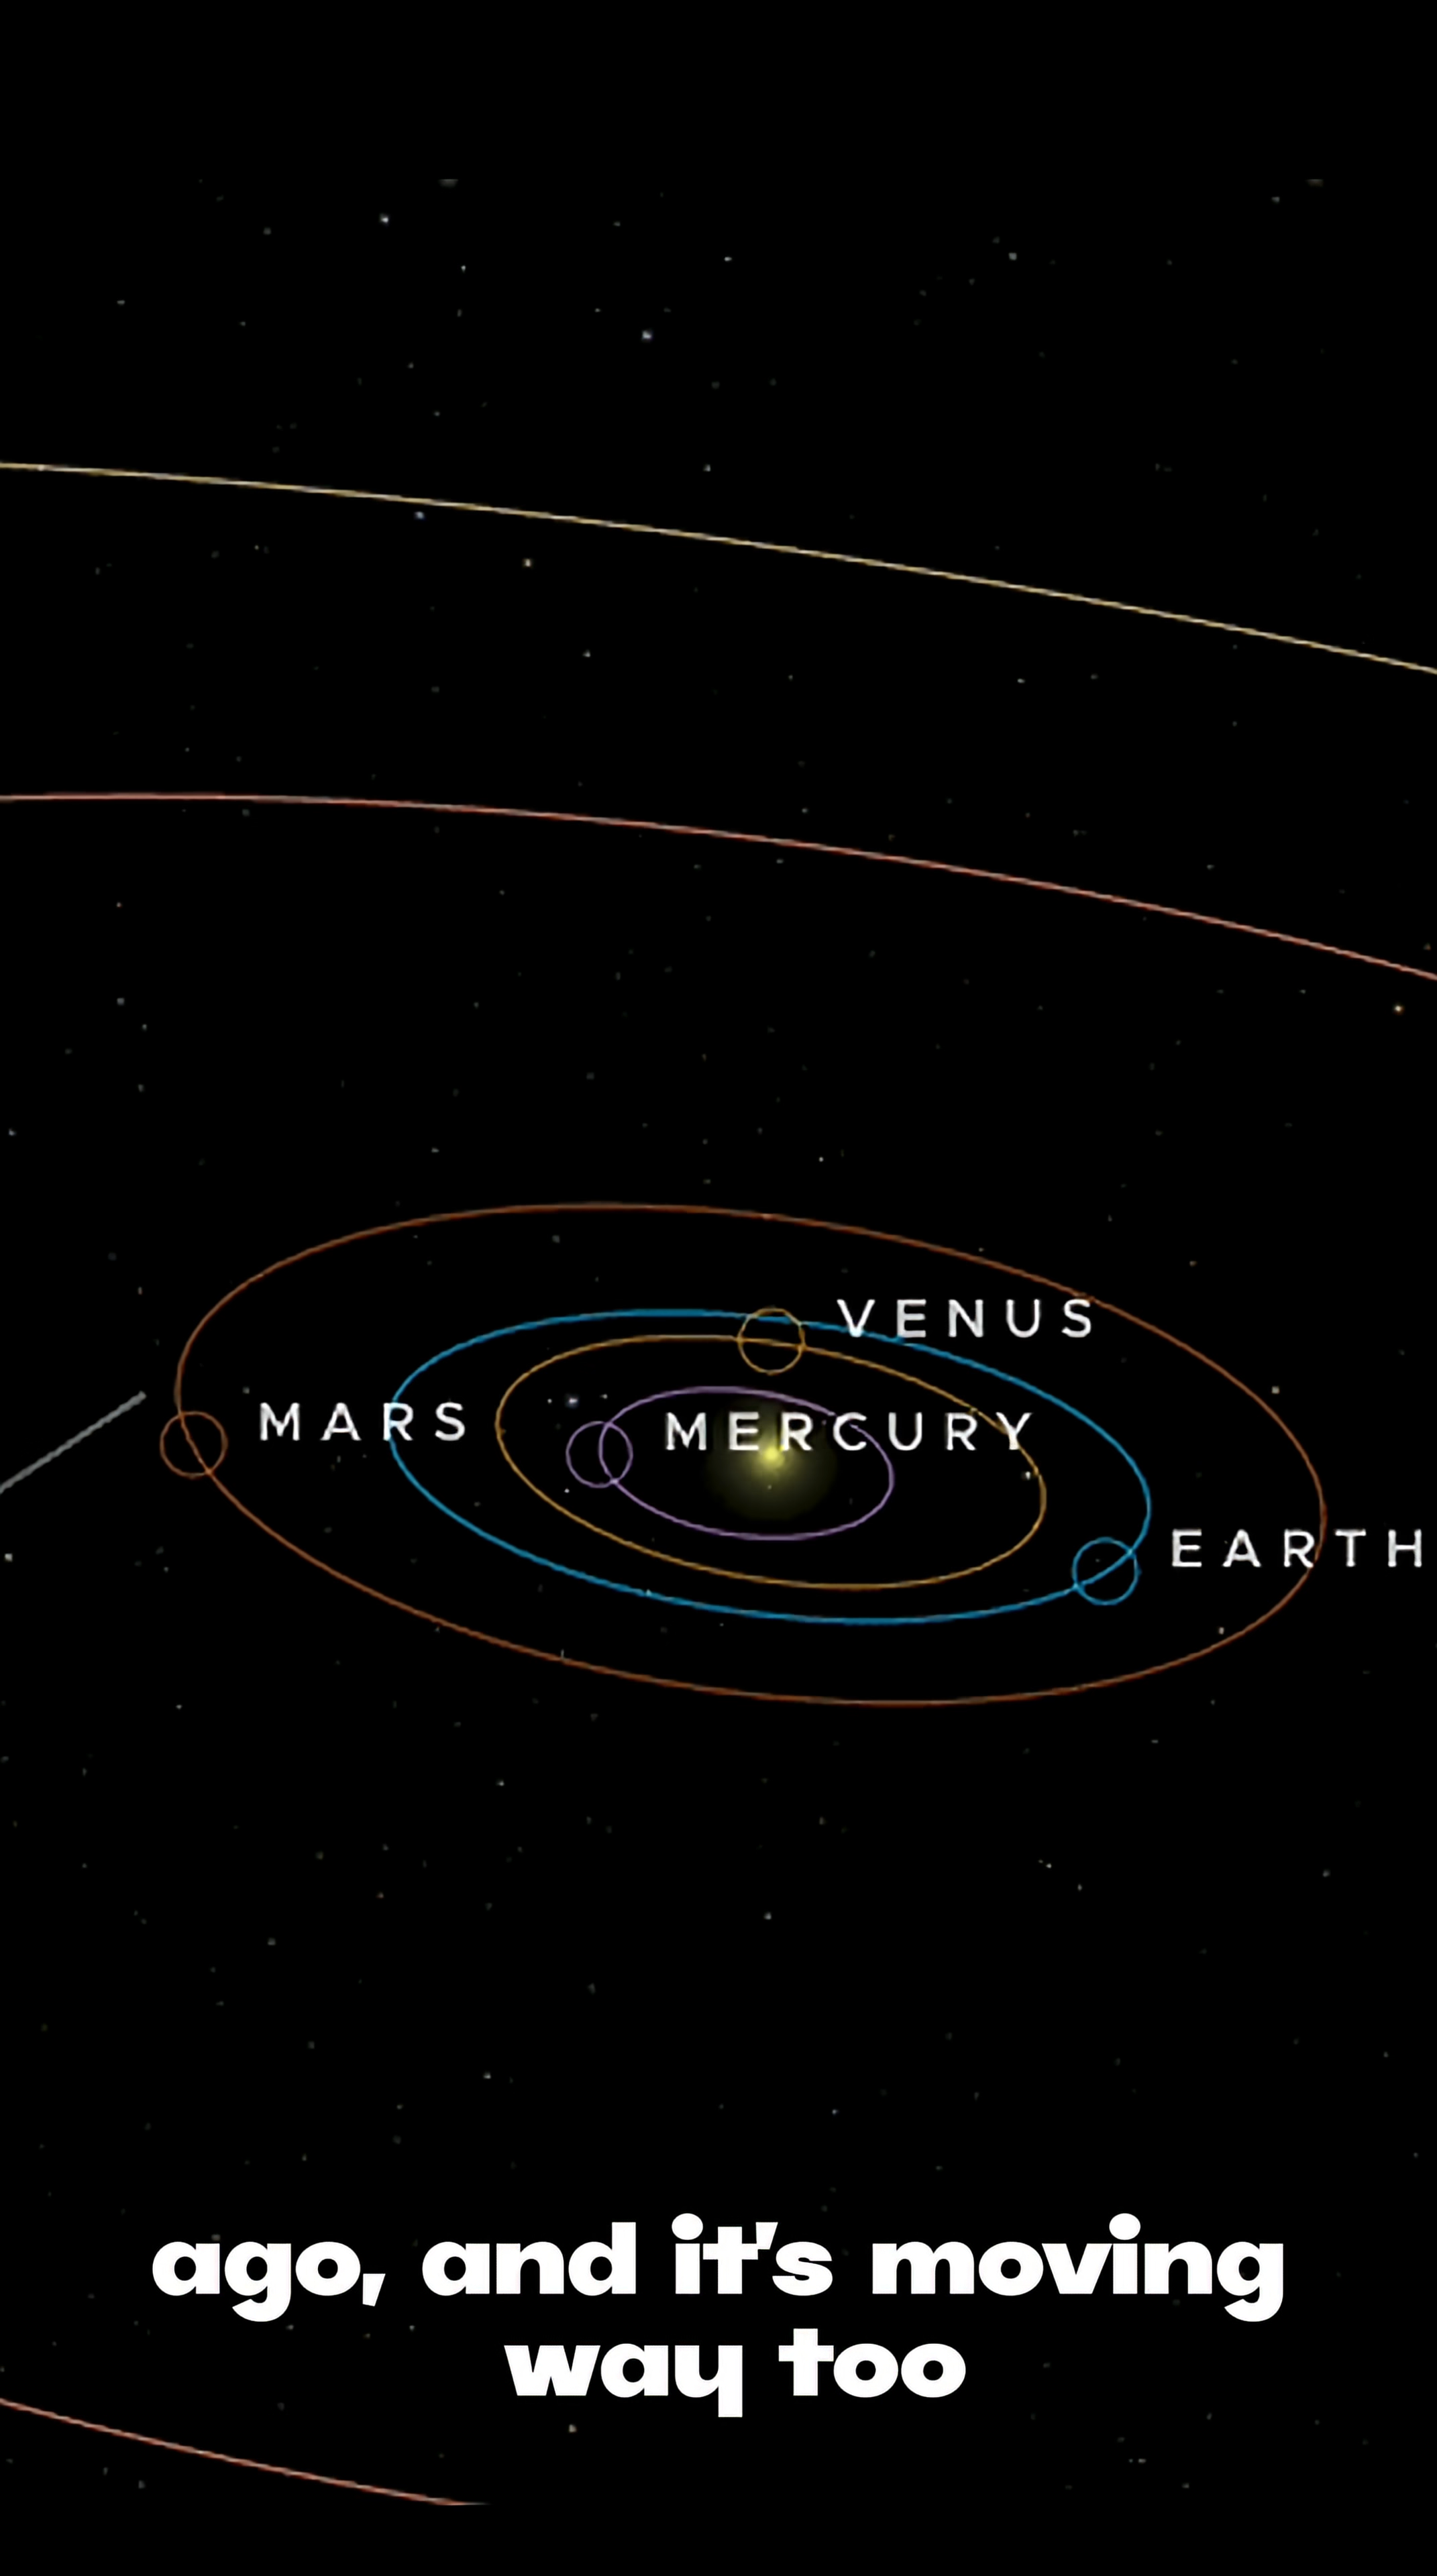 VENUS
MARS
MERCURY
EARTH
ago, and it's moving
way too